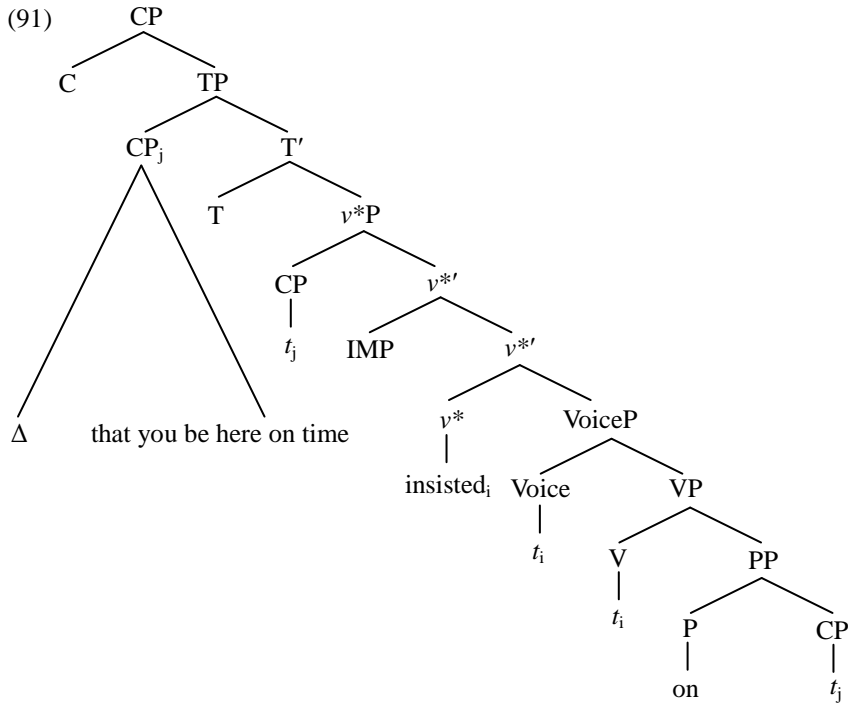 (91) CP
C TP
CPj T′
T v*P
CP v*′
tj IMP v*′
Δ that you be here on time v* VoiceP
insistedi Voice VP
ti V PP
ti P CP
on tj